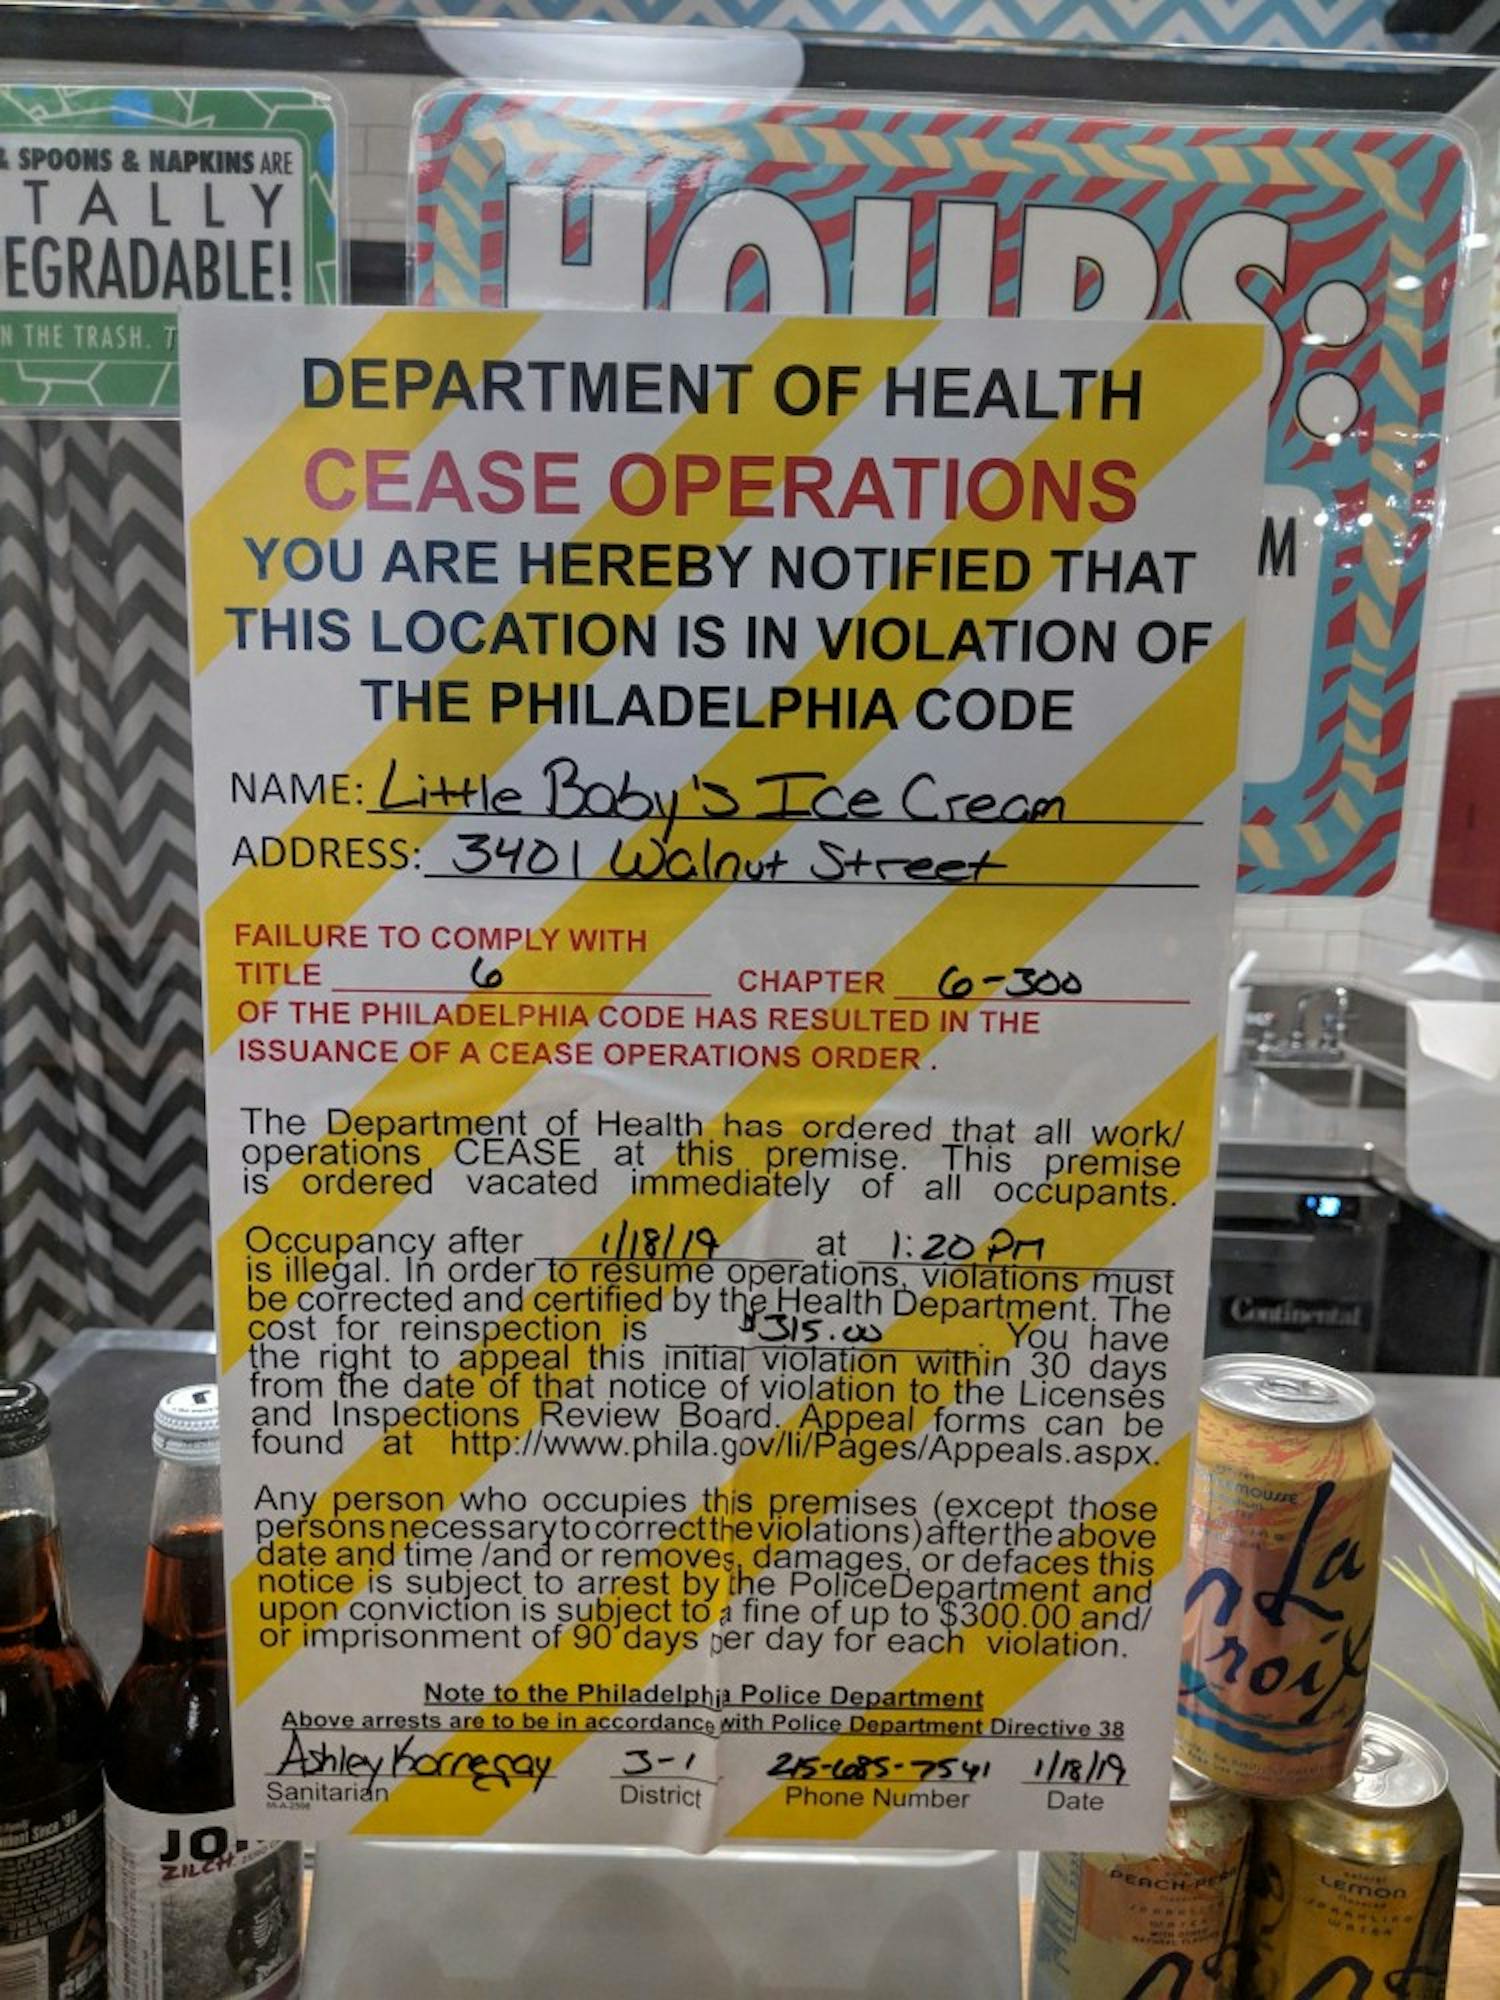 & SPOONS & NAPKINS ARE
TALLY
EGRADABLE!
N THE TRASH.
HOURS:
M
DEPARTMENT OF HEALTH
CEASE OPERATIONS
YOU ARE HEREBY NOTIFIED THAT
THIS LOCATION IS IN VIOLATION OF
THE PHILADELPHIA CODE
NAME: Little Baby's Ice Cream
ADDRESS: 3401 Walnut Street
FAILURE TO COMPLY WITH
TITLE 6 CHAPTER 6-300
OF THE PHILADELPHIA CODE HAS RESULTED IN THE
ISSUANCE OF A CEASE OPERATIONS ORDER .
The Department of Health has ordered that all work/
operations CEASE at this premise. This premise
is ordered vacated immediately of all occupants.
Occupancy after 1/18/19 at 1:20 PM
is illegal. In order to resume operations, violations must
be corrected and certified by the Health Department. The
cost for reinspection is $315.00. You have
the right to appeal this initial violation within 30 days
from the date of that notice of violation to the Licenses
and Inspections Review Board. Appeal forms can be
found at http://www.phila.gov/li/Pages/Appeals.aspx.
Any person who occupies this premises (except those
persons necessary to correct the violations) after the above
date and time /and or removes, damages, or defaces this
notice is subject to arrest by the Police Department and
upon conviction is subject to a fine of up to $300.00 and/
or imprisonment of 90 days per day for each violation.
Note to the Philadelphia Police Department
Above arrests are to be in accordance with Police Department Directive 38
Ashley Kornegay 3-1 215-685-7541 1/18/19
Sanitarian District Phone Number Date
Continental
La
Croix
JO
ZILCH
PEACH-PEAR
LEMON
SPARKLING
WATER